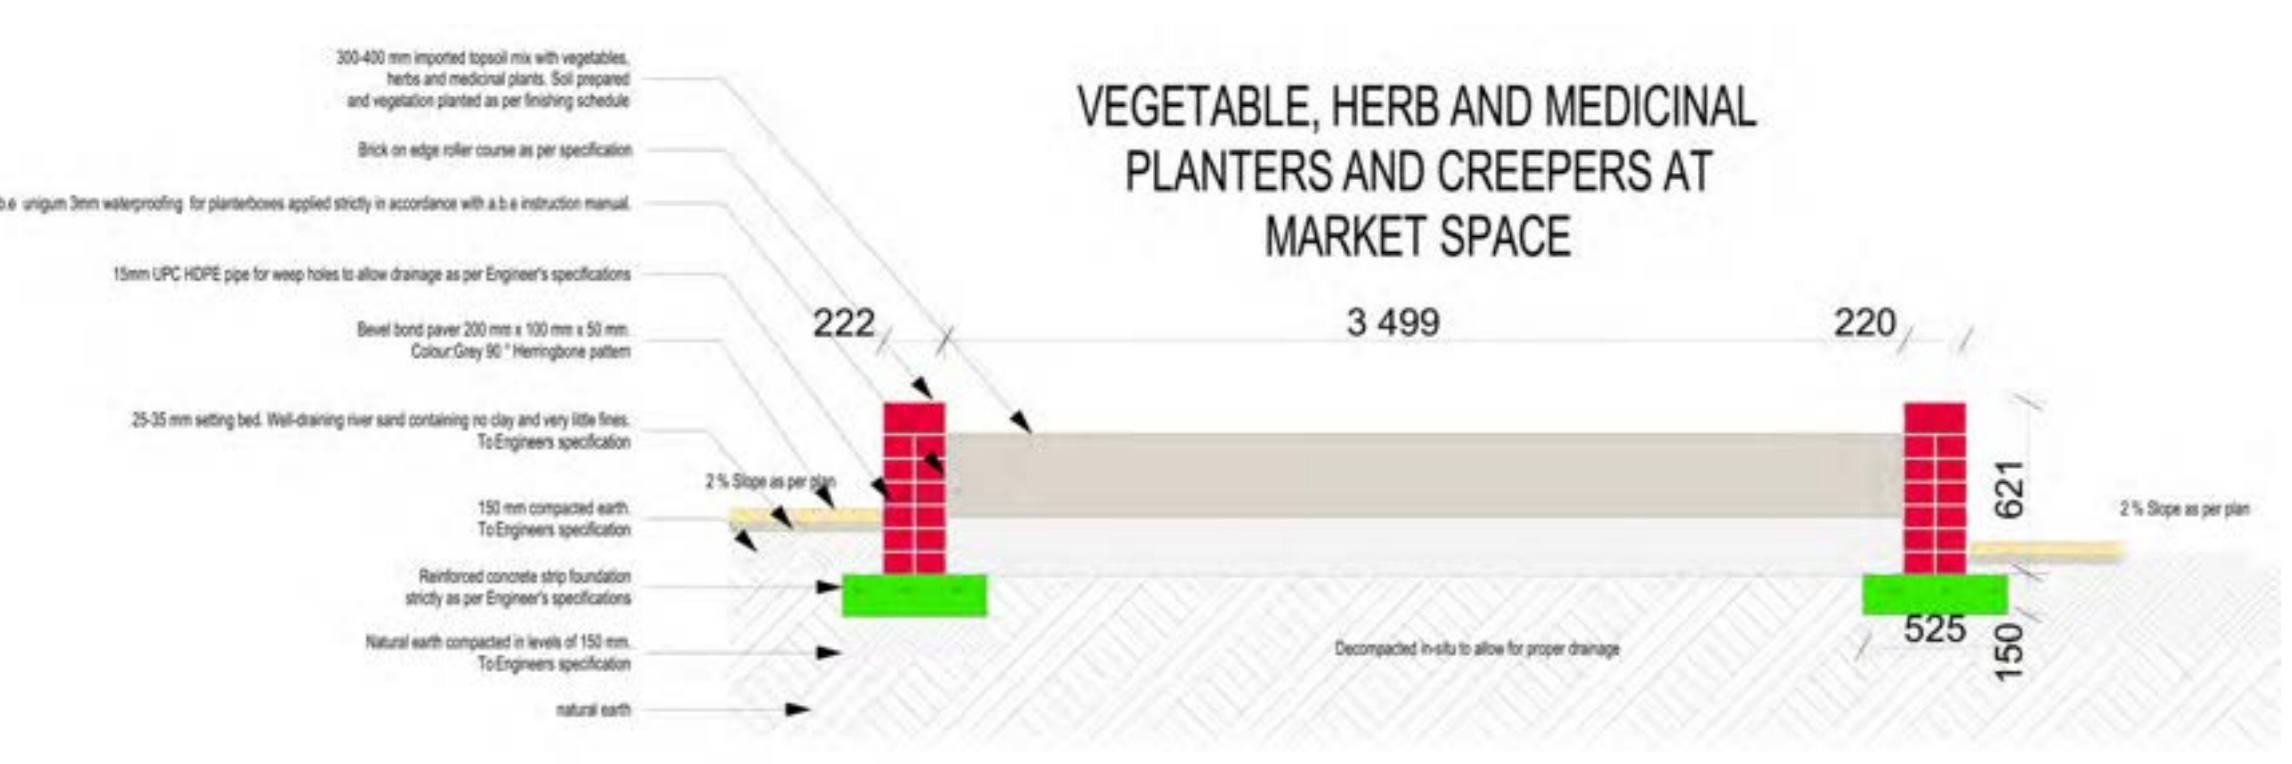 300-400 mm imported topsoil mix with vegetables,
herbs and medicinal plants. Soil prepared
and vegetation planted as per finishing schedule
Brick on edge roller course as per specification
b.e unigum 3mm waterproofing for planterboxes applied strictly in accordance with a.b.e instruction manual.
15mm UPC HDPE pipe for weep holes to allow drainage as per Engineer's specifications
Bevel bond paver 200 mm x 100 mm x 50 mm.
Colour:Grey 90 ° Herringbone pattern
25-35 mm setting bed. Well-draining river sand containing no clay and very little fines.
To Engineers specification
2 % Slope as per plan
150 mm compacted earth.
To Engineers specification
Reinforced concrete strip foundation
strictly as per Engineer's specifications
Natural earth compacted in levels of 150 mm.
To Engineers specification
natural earth
VEGETABLE, HERB AND MEDICINAL
PLANTERS AND CREEPERS AT
MARKET SPACE
222
3 499
220
621
2 % Slope as per plan
525
150
Decompacted in-situ to allow for proper drainage